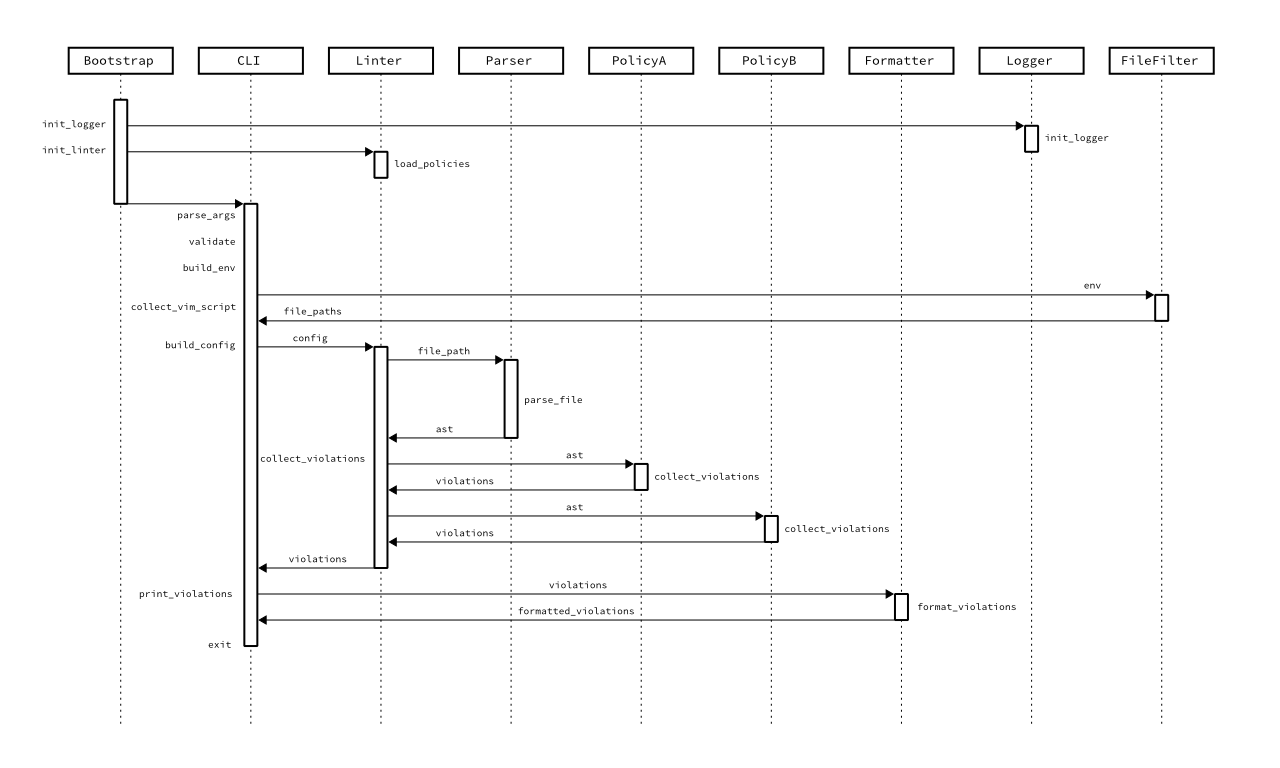 Bootstrap CLI Linter Parser PolicyA PolicyB Formatter Logger FileFilter
init_logger
init_logger
init_linter
load_policies
parse_args
validate
build_env
env
collect_vim_script
file_paths
build_config
config
file_path
parse_file
ast
collect_violations
ast
collect_violations
violations
ast
collect_violations
violations
violations
print_violations
violations
format_violations
formatted_violations
exit